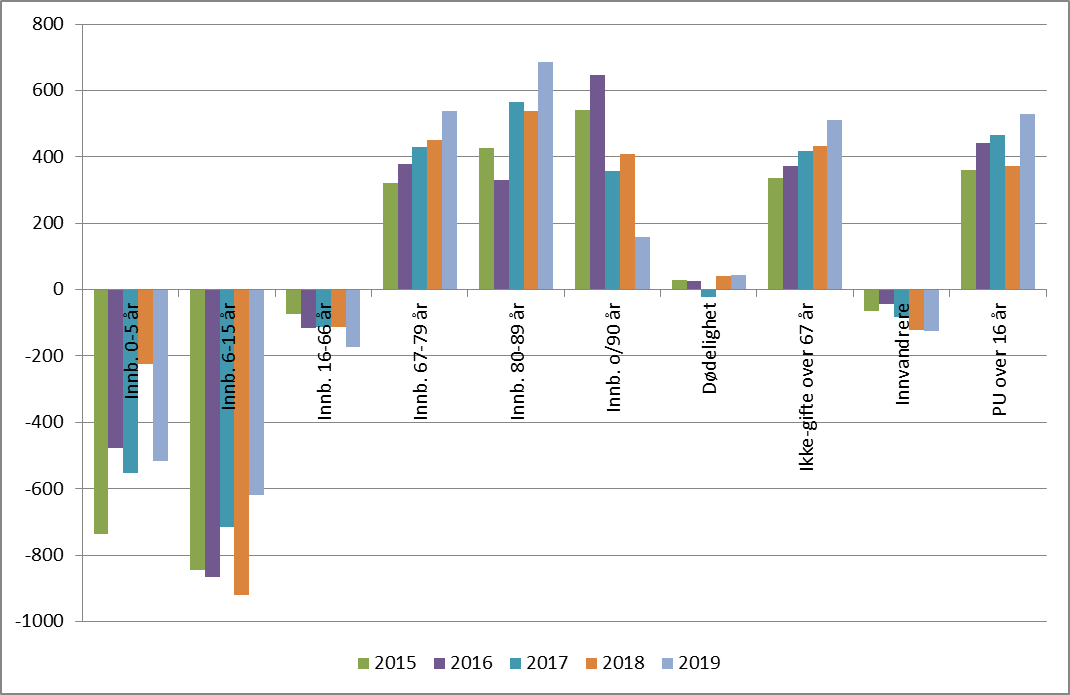 800
600
400
200
0
-200
-400
-600
-800
-1000
Innb. 0-5 år
Innb. 6-15 år
Innb. 16-66 år
Innb. 67-79 år
Innb. 80-89 år
Innb. o/90 år
Dødelighet
Ikke-gifte over 67 år
Innvandrere
PU over 16 år
2015 2016 2017 2018 2019